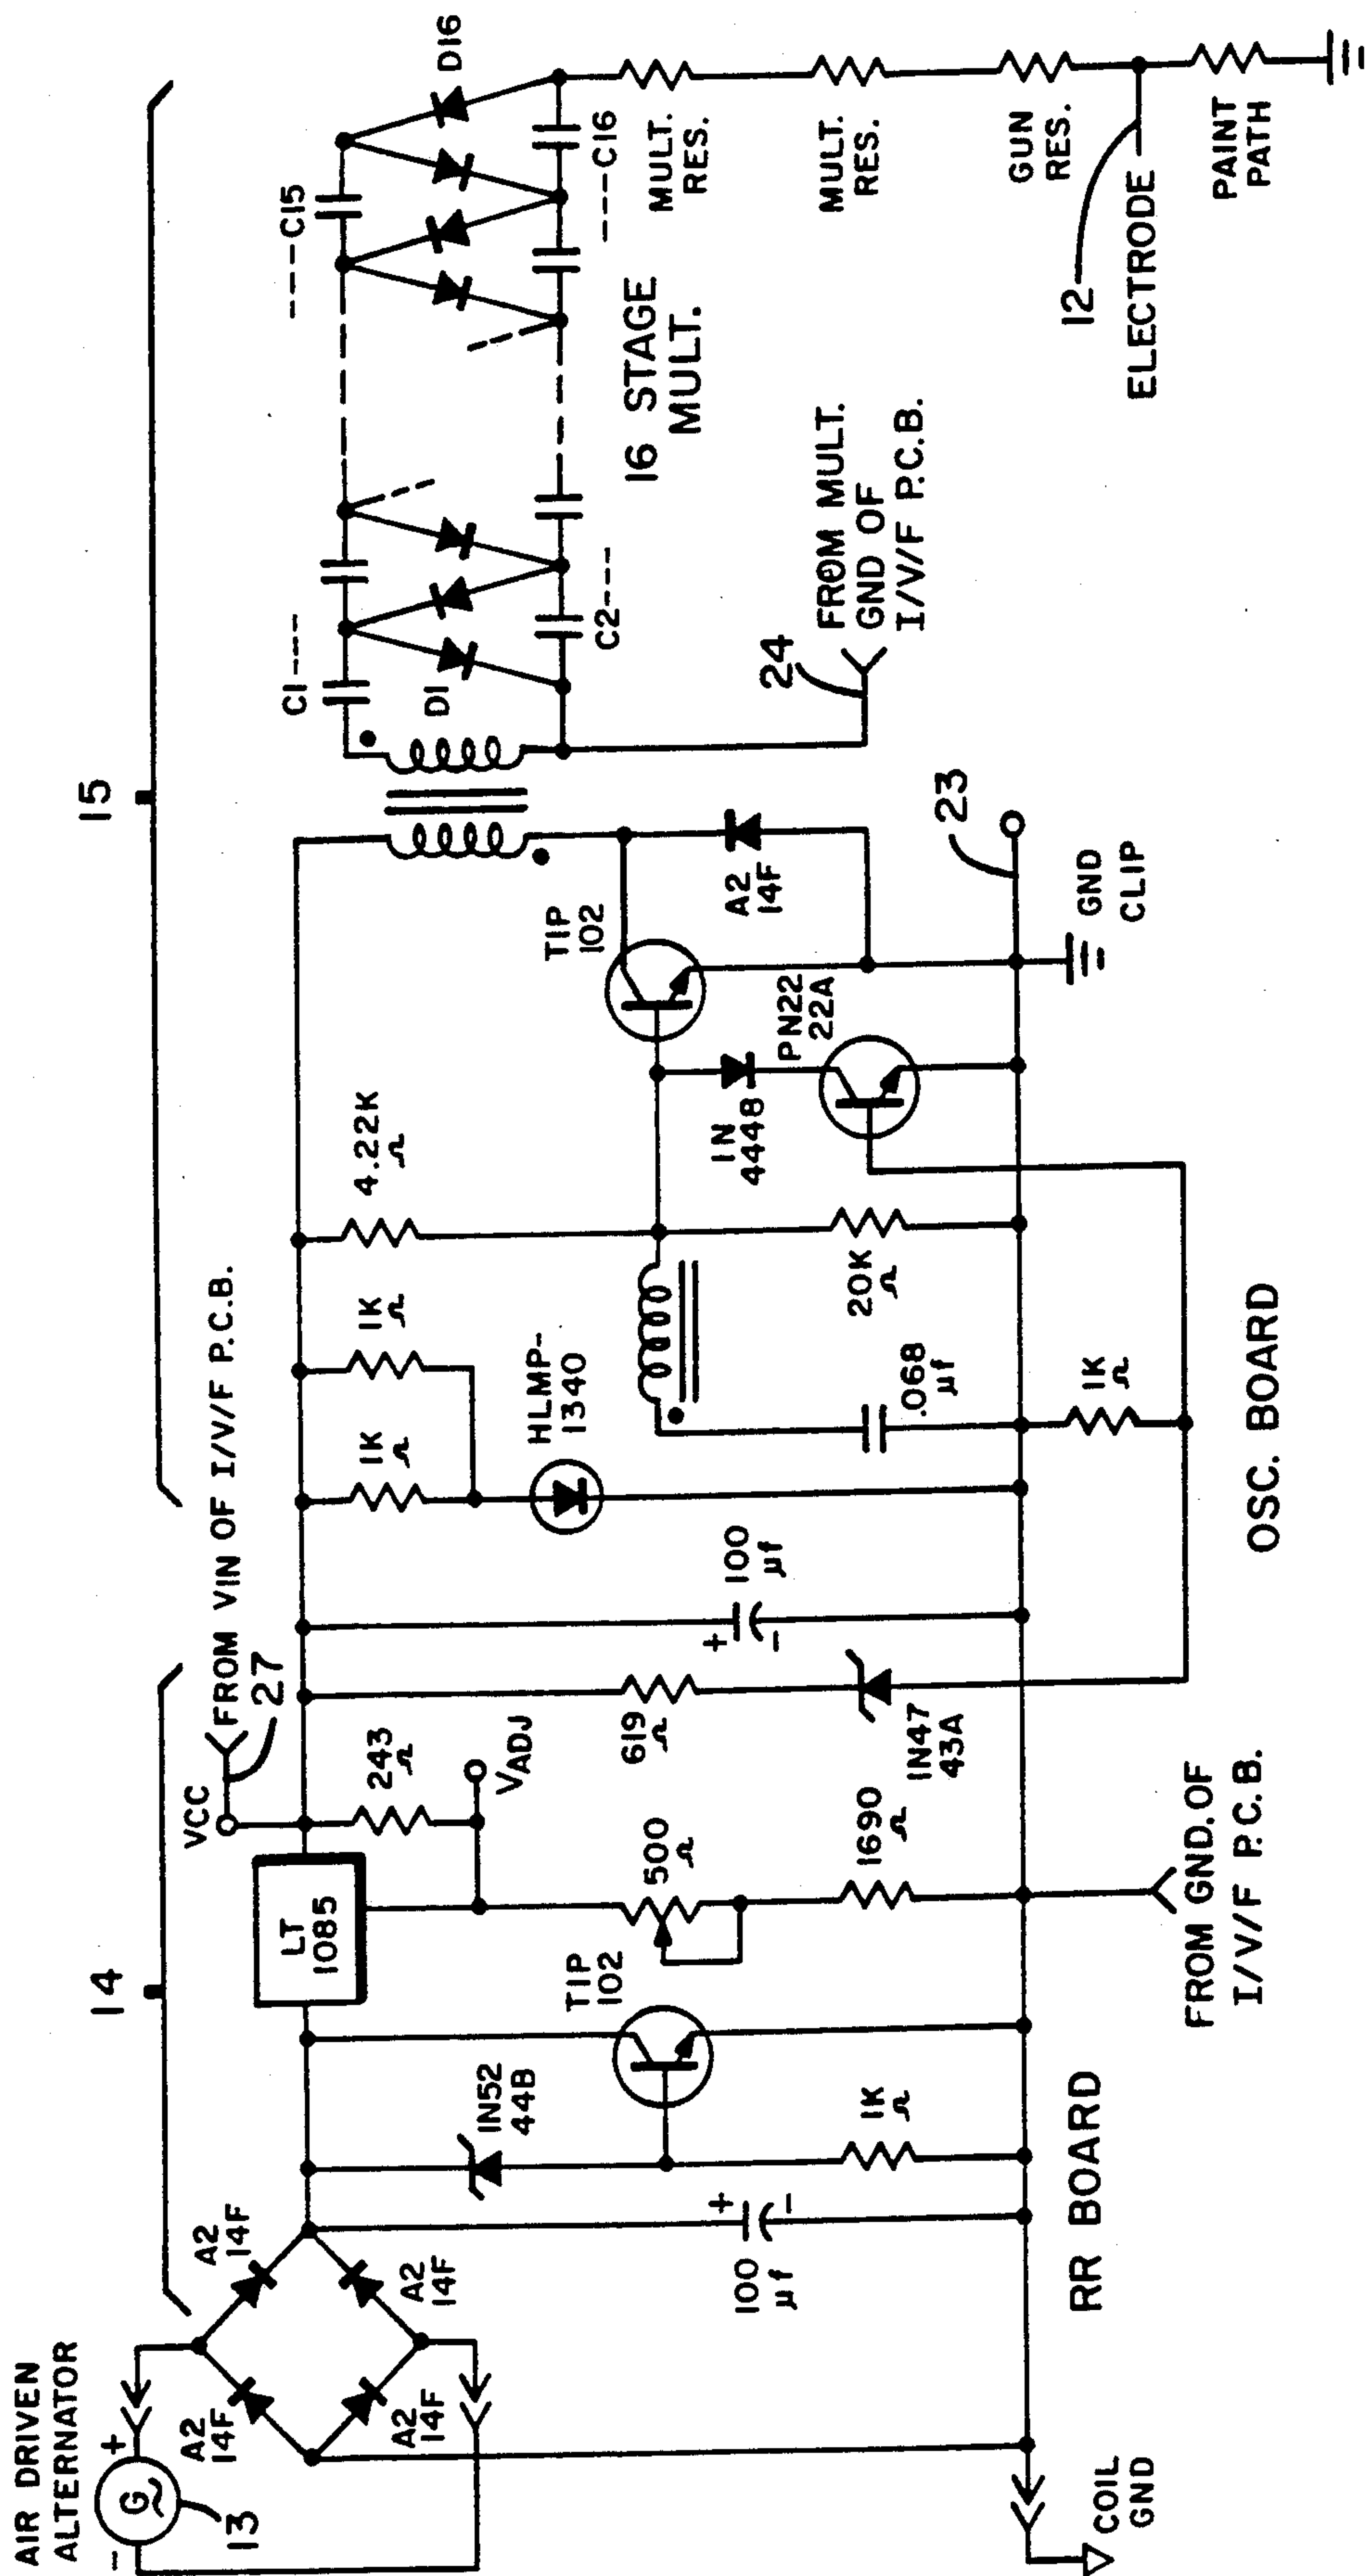 AIR DRIVEN
ALTERNATOR
+
-
G
13
14
A2
14F
A2
14F
A2
14F
A2
14F
100
µf
+
-
IN52
44B
1K
Ω
TIP
102
LT
1085
VCC
FROM VIN OF I/V/F P.C.B.
27
243
Ω
VADJ
500
Ω
1690
Ω
FROM GND. OF
I/V/F P.C.B.
COIL
GND
RR BOARD
619
Ω
IN47
43A
100
µf
+
-
15
1K
Ω
1K
Ω
HLMP-
1340
4.22K
Ω
.068
µf
20K
Ω
1K
Ω
OSC. BOARD
IN
4448
PN22
22A
TIP
102
A2
14F
23
GND
CLIP
24
FROM MULT.
GND OF
I/V/F P.C.B.
C1---
D1
C2---
16 STAGE
MULT.
---C15
D16
---C16
MULT.
RES.
MULT.
RES.
GUN
RES.
12
ELECTRODE
PAINT
PATH